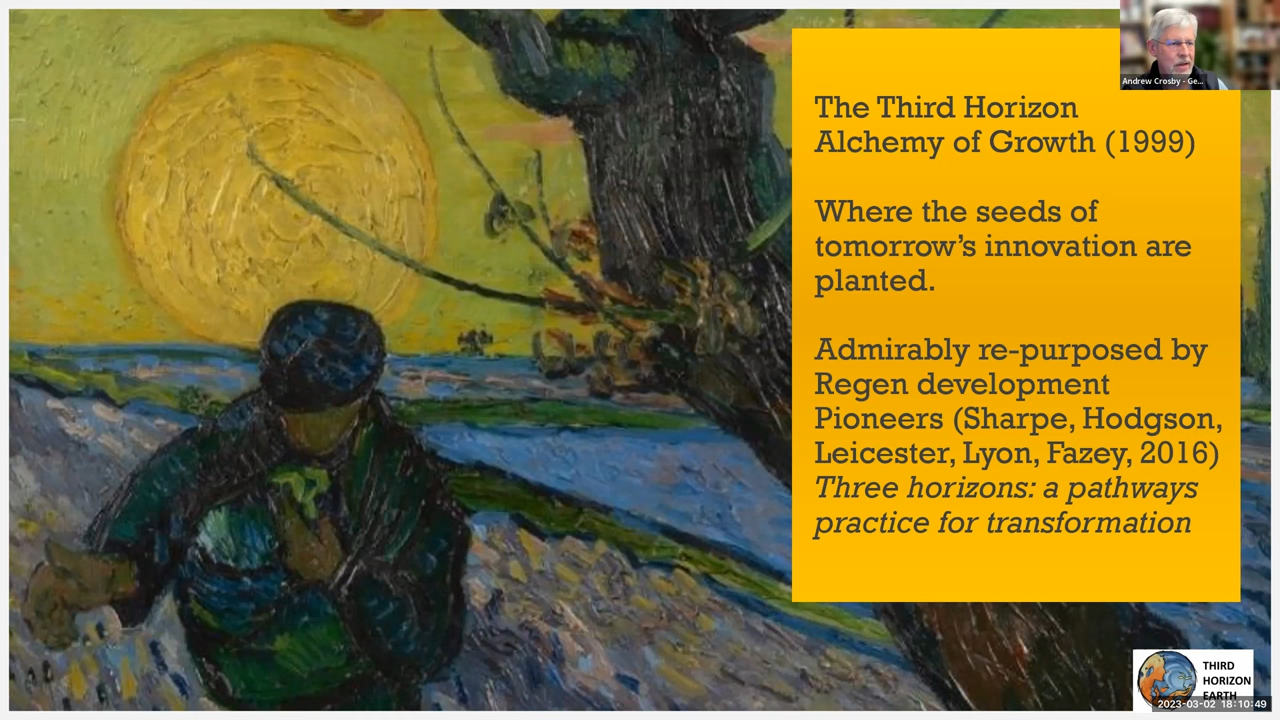 Andrew Crosby - Ge...
The Third Horizon
Alchemy of Growth (1999)
Where the seeds of
tomorrow’s innovation are
planted.
Admirably re-purposed by
Regen development
Pioneers (Sharpe, Hodgson,
Leicester, Lyon, Fazey, 2016)
Three horizons: a pathways
practice for transformation
THIRD
HORIZON
EARTH
2023-03-02 18:10:49